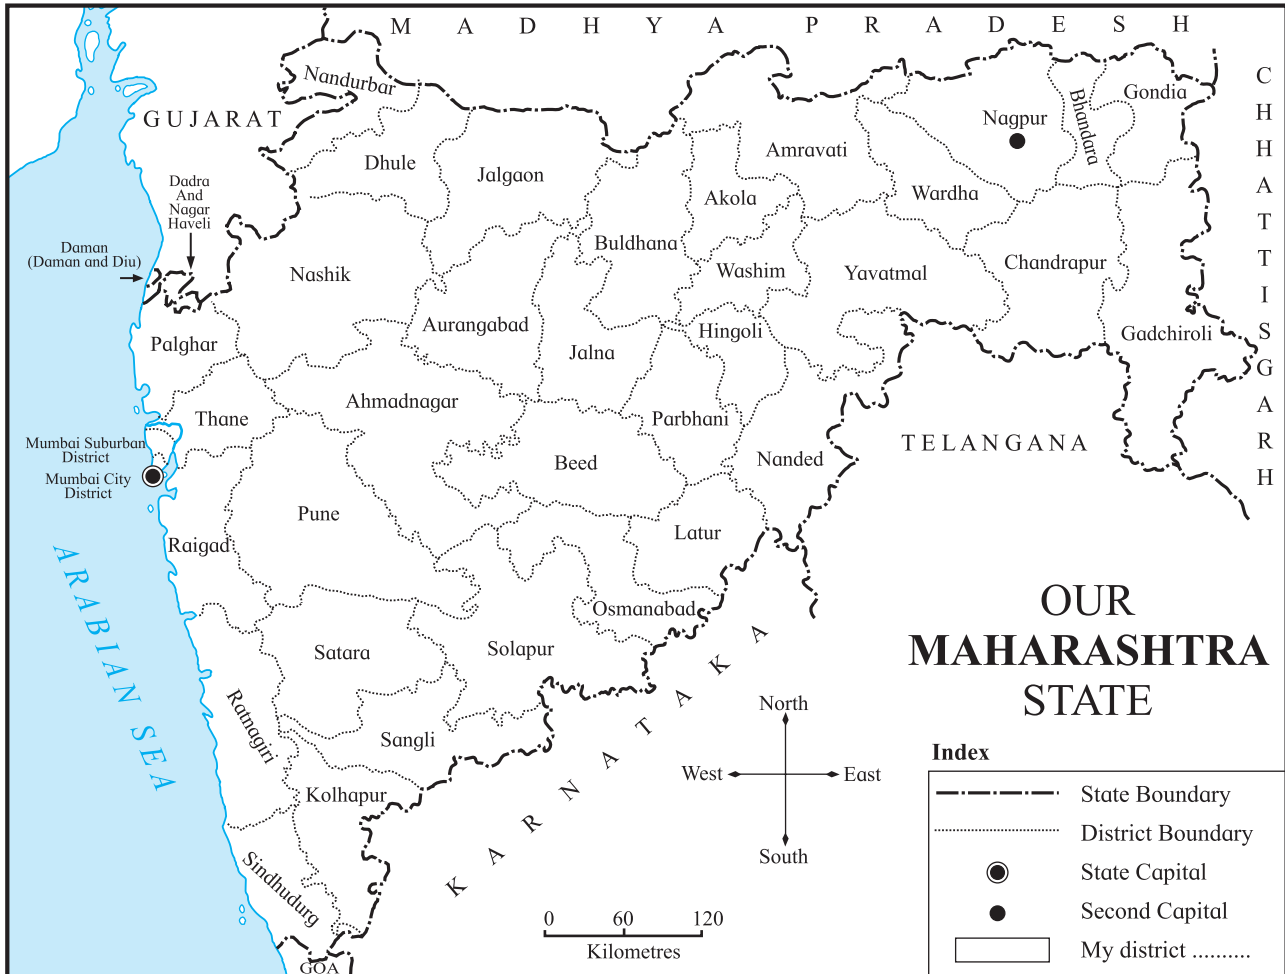 M A D H Y A P R A D E S H
CHHATTISGARH
GUJARAT
Nandurbar
Dhule
Jalgaon
Amravati
Nagpur
Bhandara
Gondia
Dadra
And
Nagar
Haveli
Daman
(Daman and Diu)
Nashik
Buldhana
Akola
Washim
Wardha
Yavatmal
Chandrapur
Gadchiroli
Palghar
Aurangabad
Jalna
Hingoli
Thane
Ahmadnagar
Parbhani
TELANGANA
Mumbai Suburban
District
Mumbai City
District
Beed
Nanded
Pune
Raigad
Latur
Osmanabad
ARABIAN SEA
Satara
Solapur
KARNATAKA
Ratnagiri
Sangli
Kolhapur
Sindhudurg
GOA
OUR
MAHARASHTRA
STATE
North
West
East
South
0 60 120
Kilometres
Index
State Boundary
District Boundary
State Capital
Second Capital
My district ..........